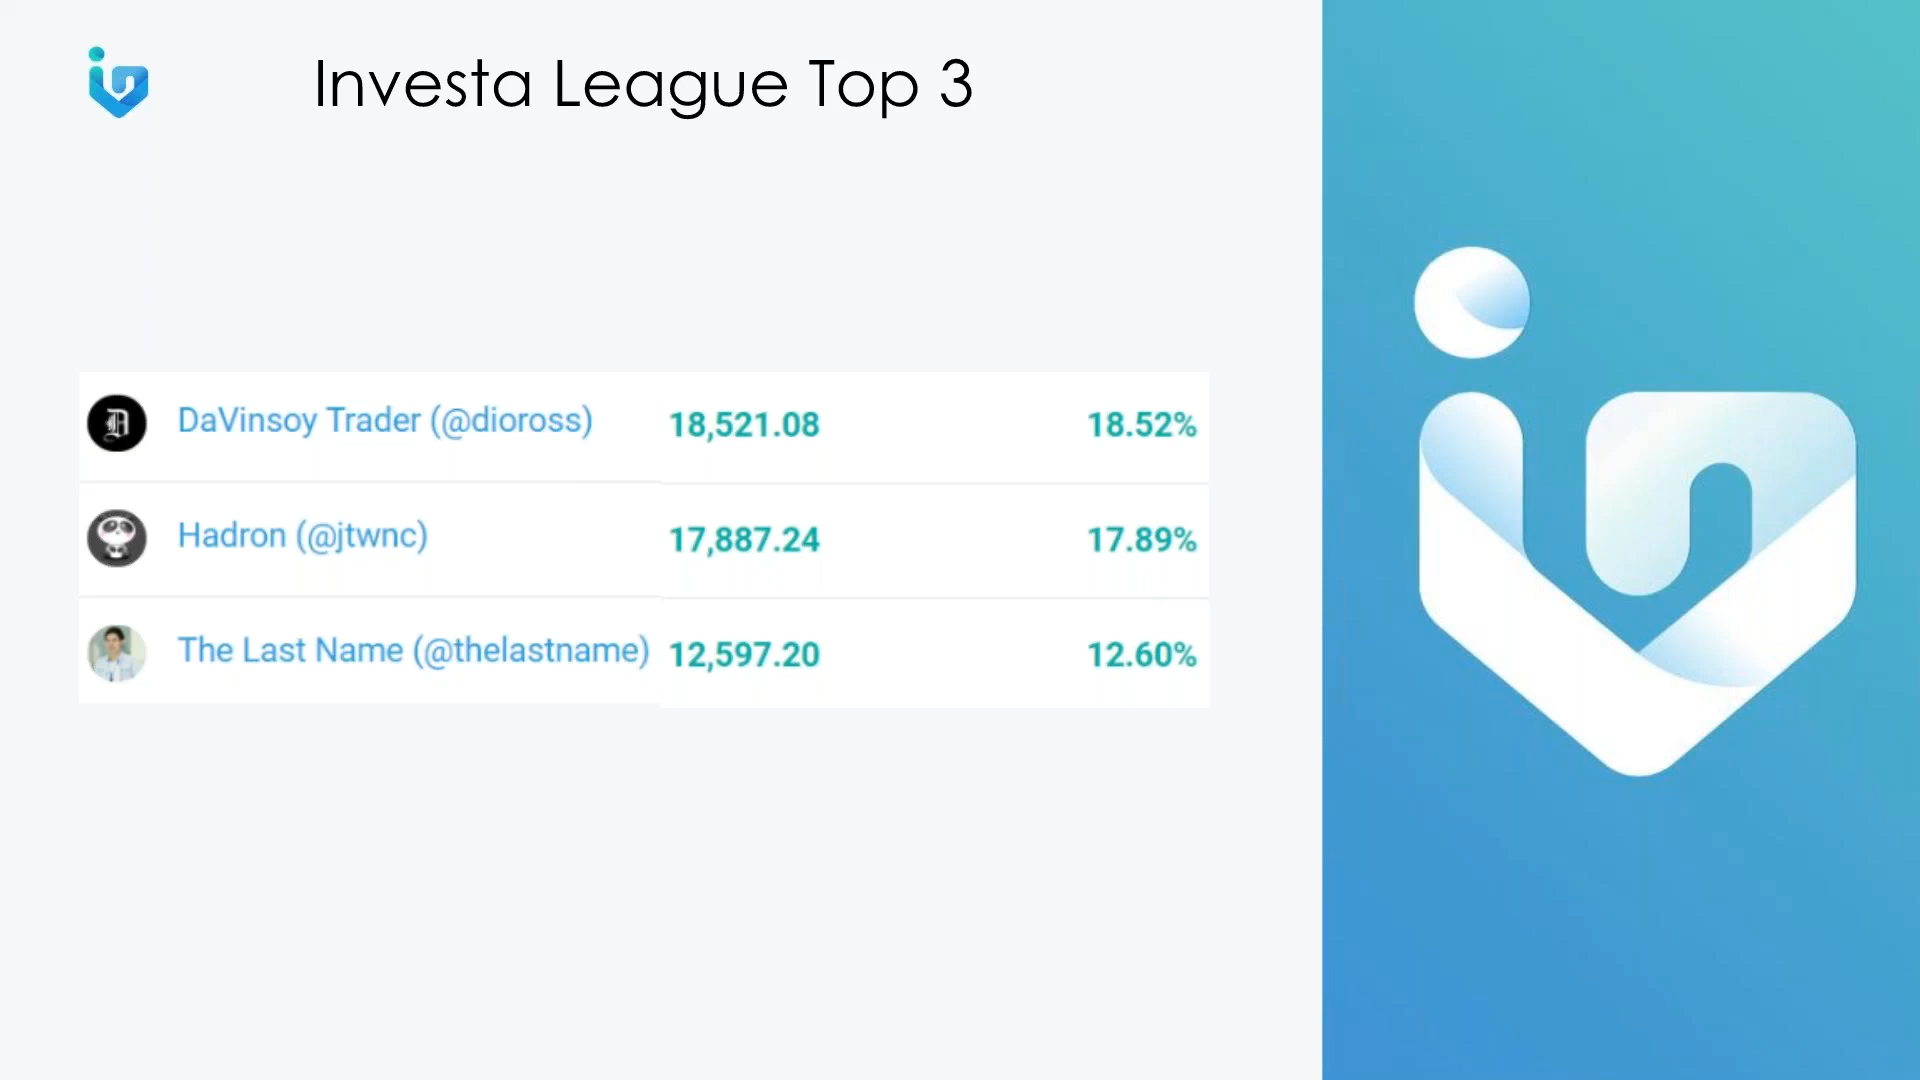 Investa League Top 3
DaVinsoy Trader (@dioross) 18,521.08 18.52%
Hadron (@jtwnc) 17,887.24 17.89%
The Last Name (@thelastname) 12,597.20 12.60%